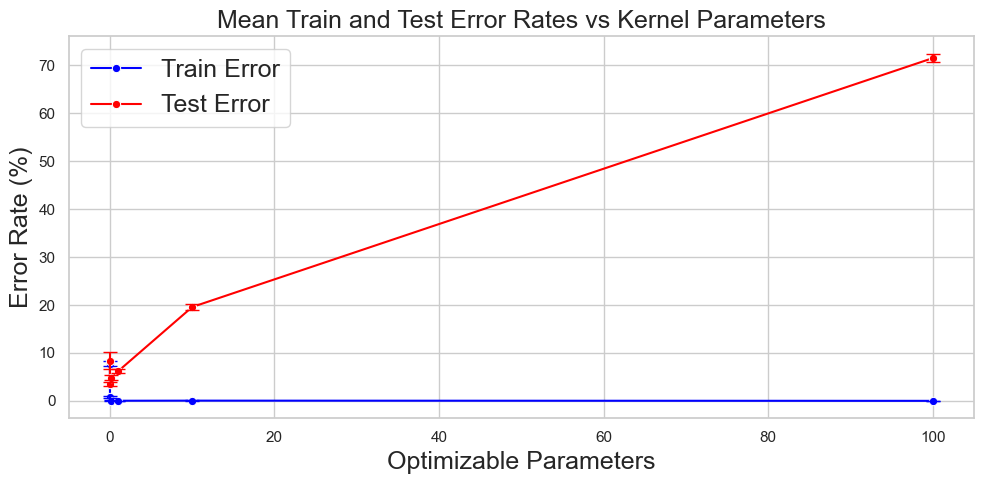 Mean Train and Test Error Rates vs Kernel Parameters
Train Error
Test Error
Error Rate (%)
70
60
50
40
30
20
10
0
0 20 40 60 80 100
Optimizable Parameters